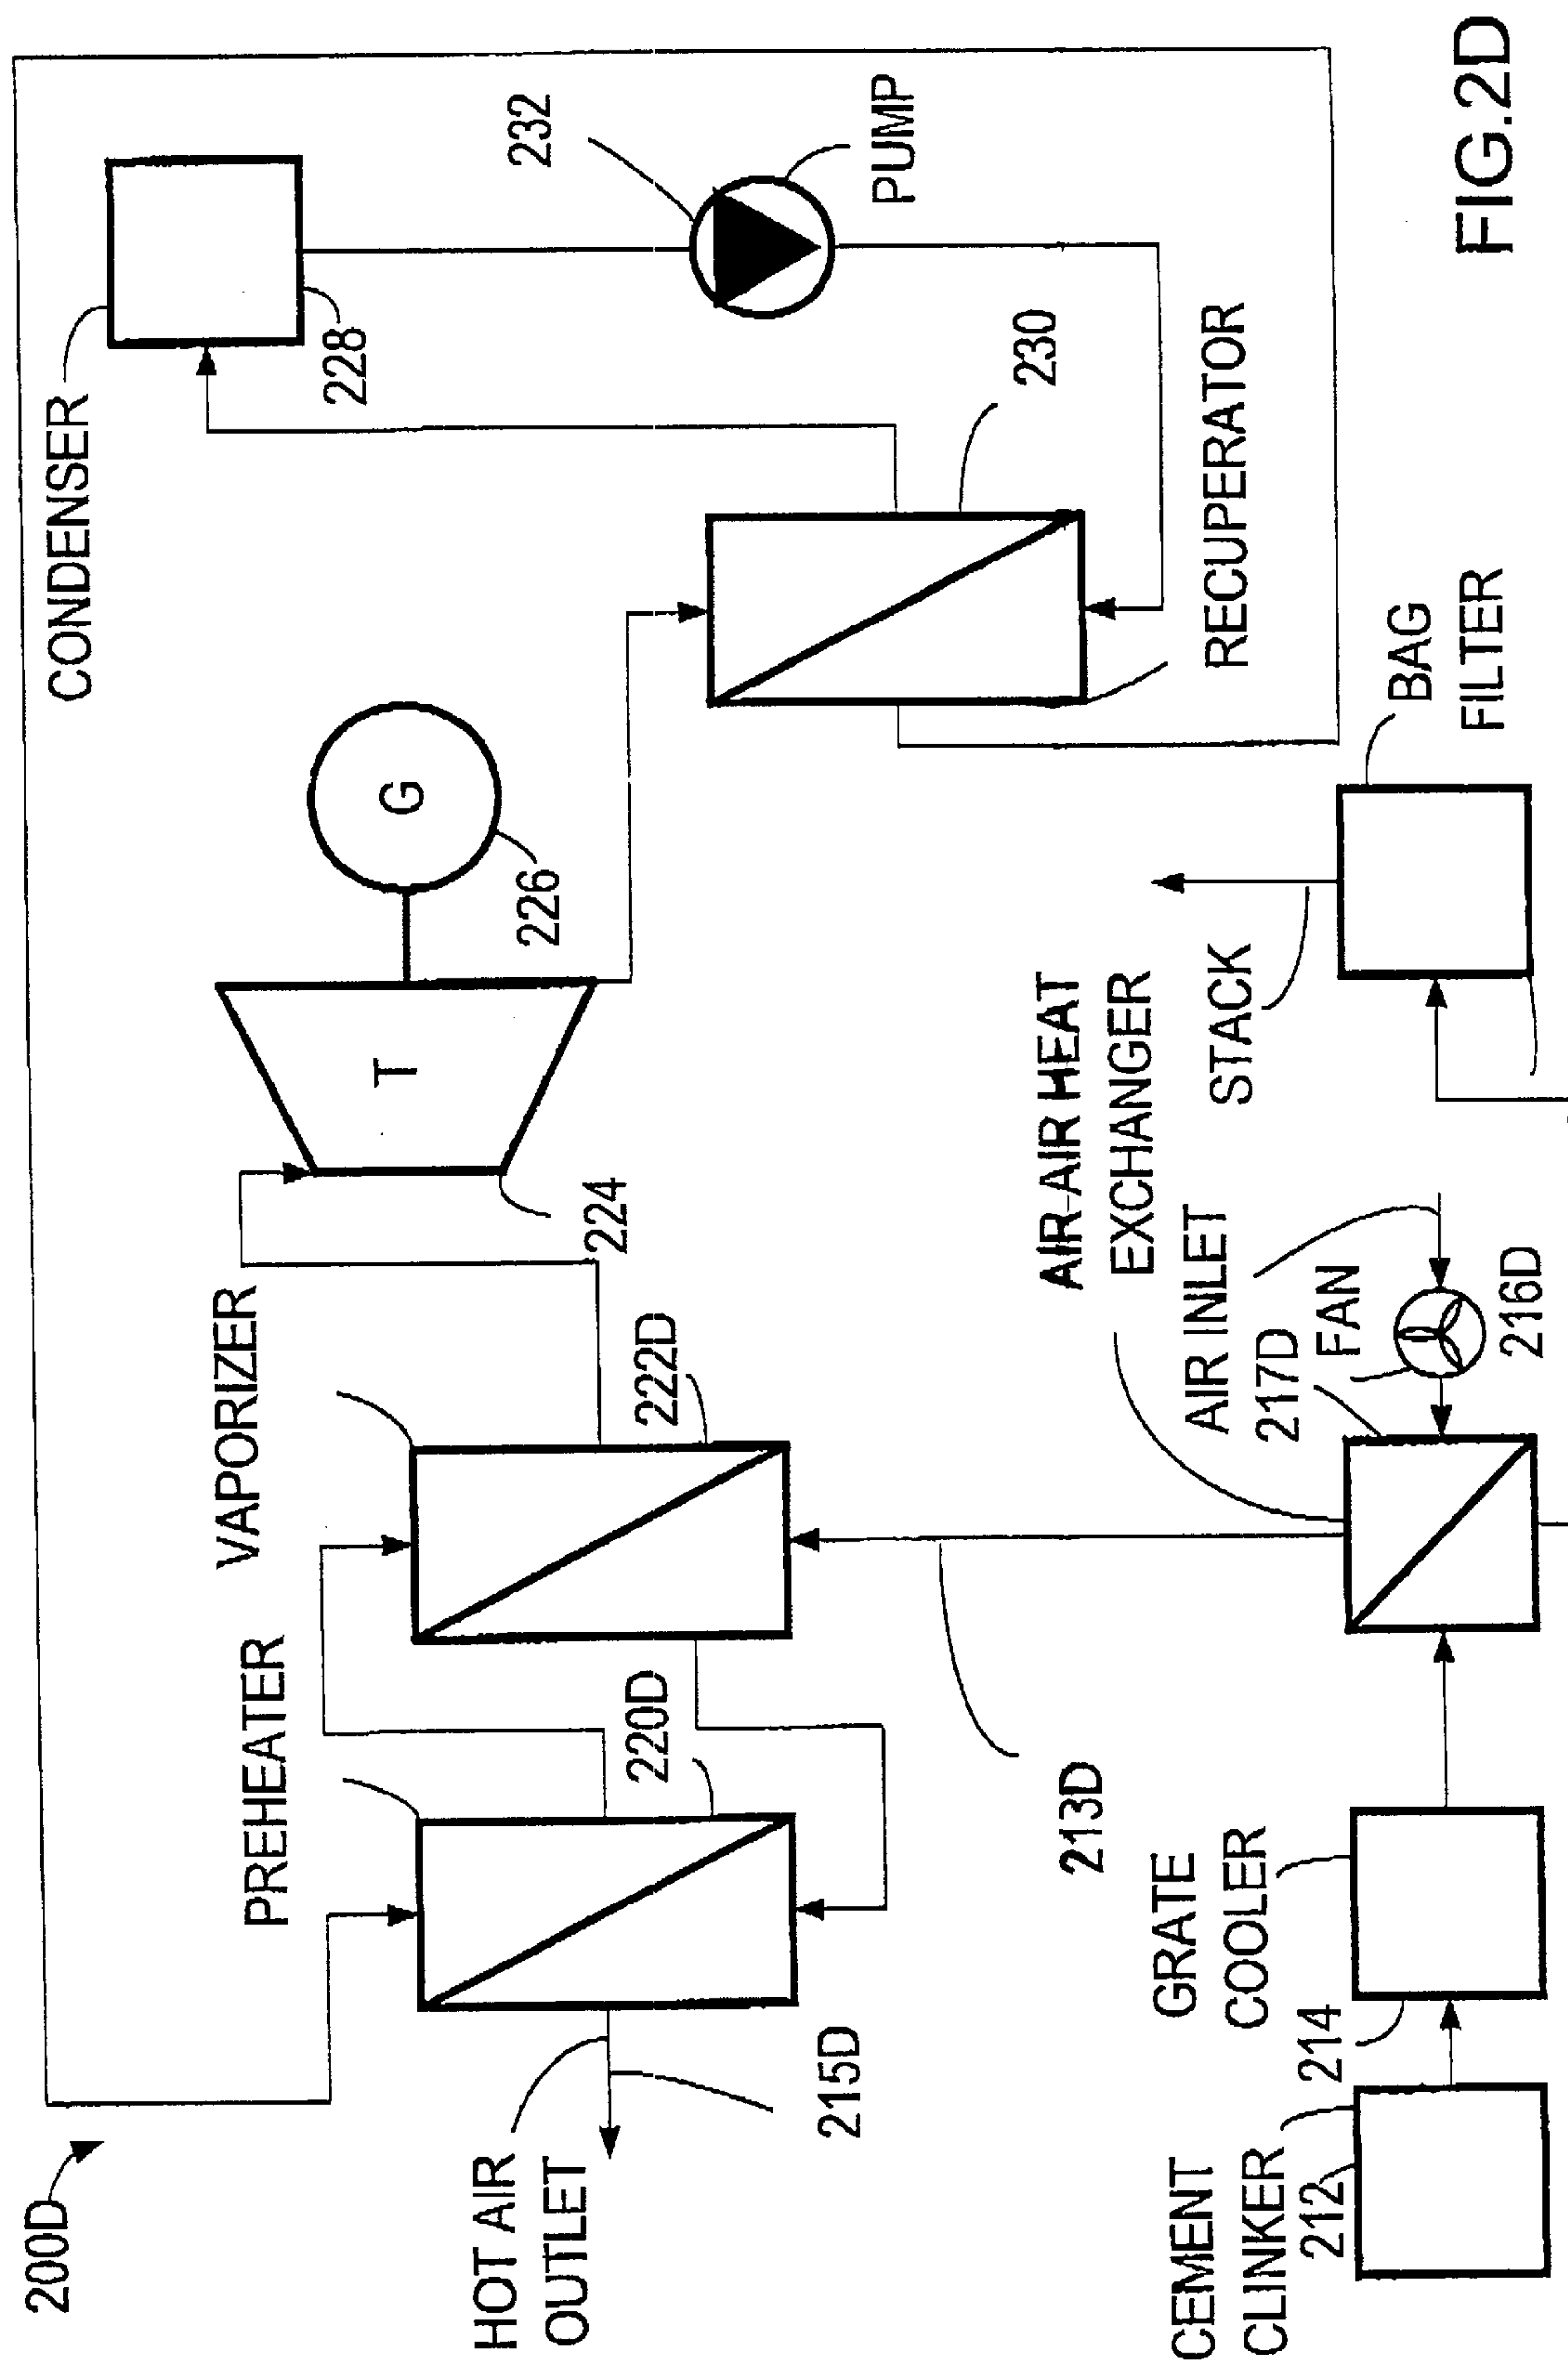 200D
CONDENSER
228
232
PUMP
G
226
T
224
230
RECUPERATOR
VAPORIZER
222D
PREHEATER
220D
HOT AIR
OUTLET
215D
213D
AIR-AIR HEAT
EXCHANGER
AIR INLET
217D
FAN
216D
STACK
BAG
FILTER
GRATE
COOLER
214
CEMENT
CLINKER
212
FIG.2D